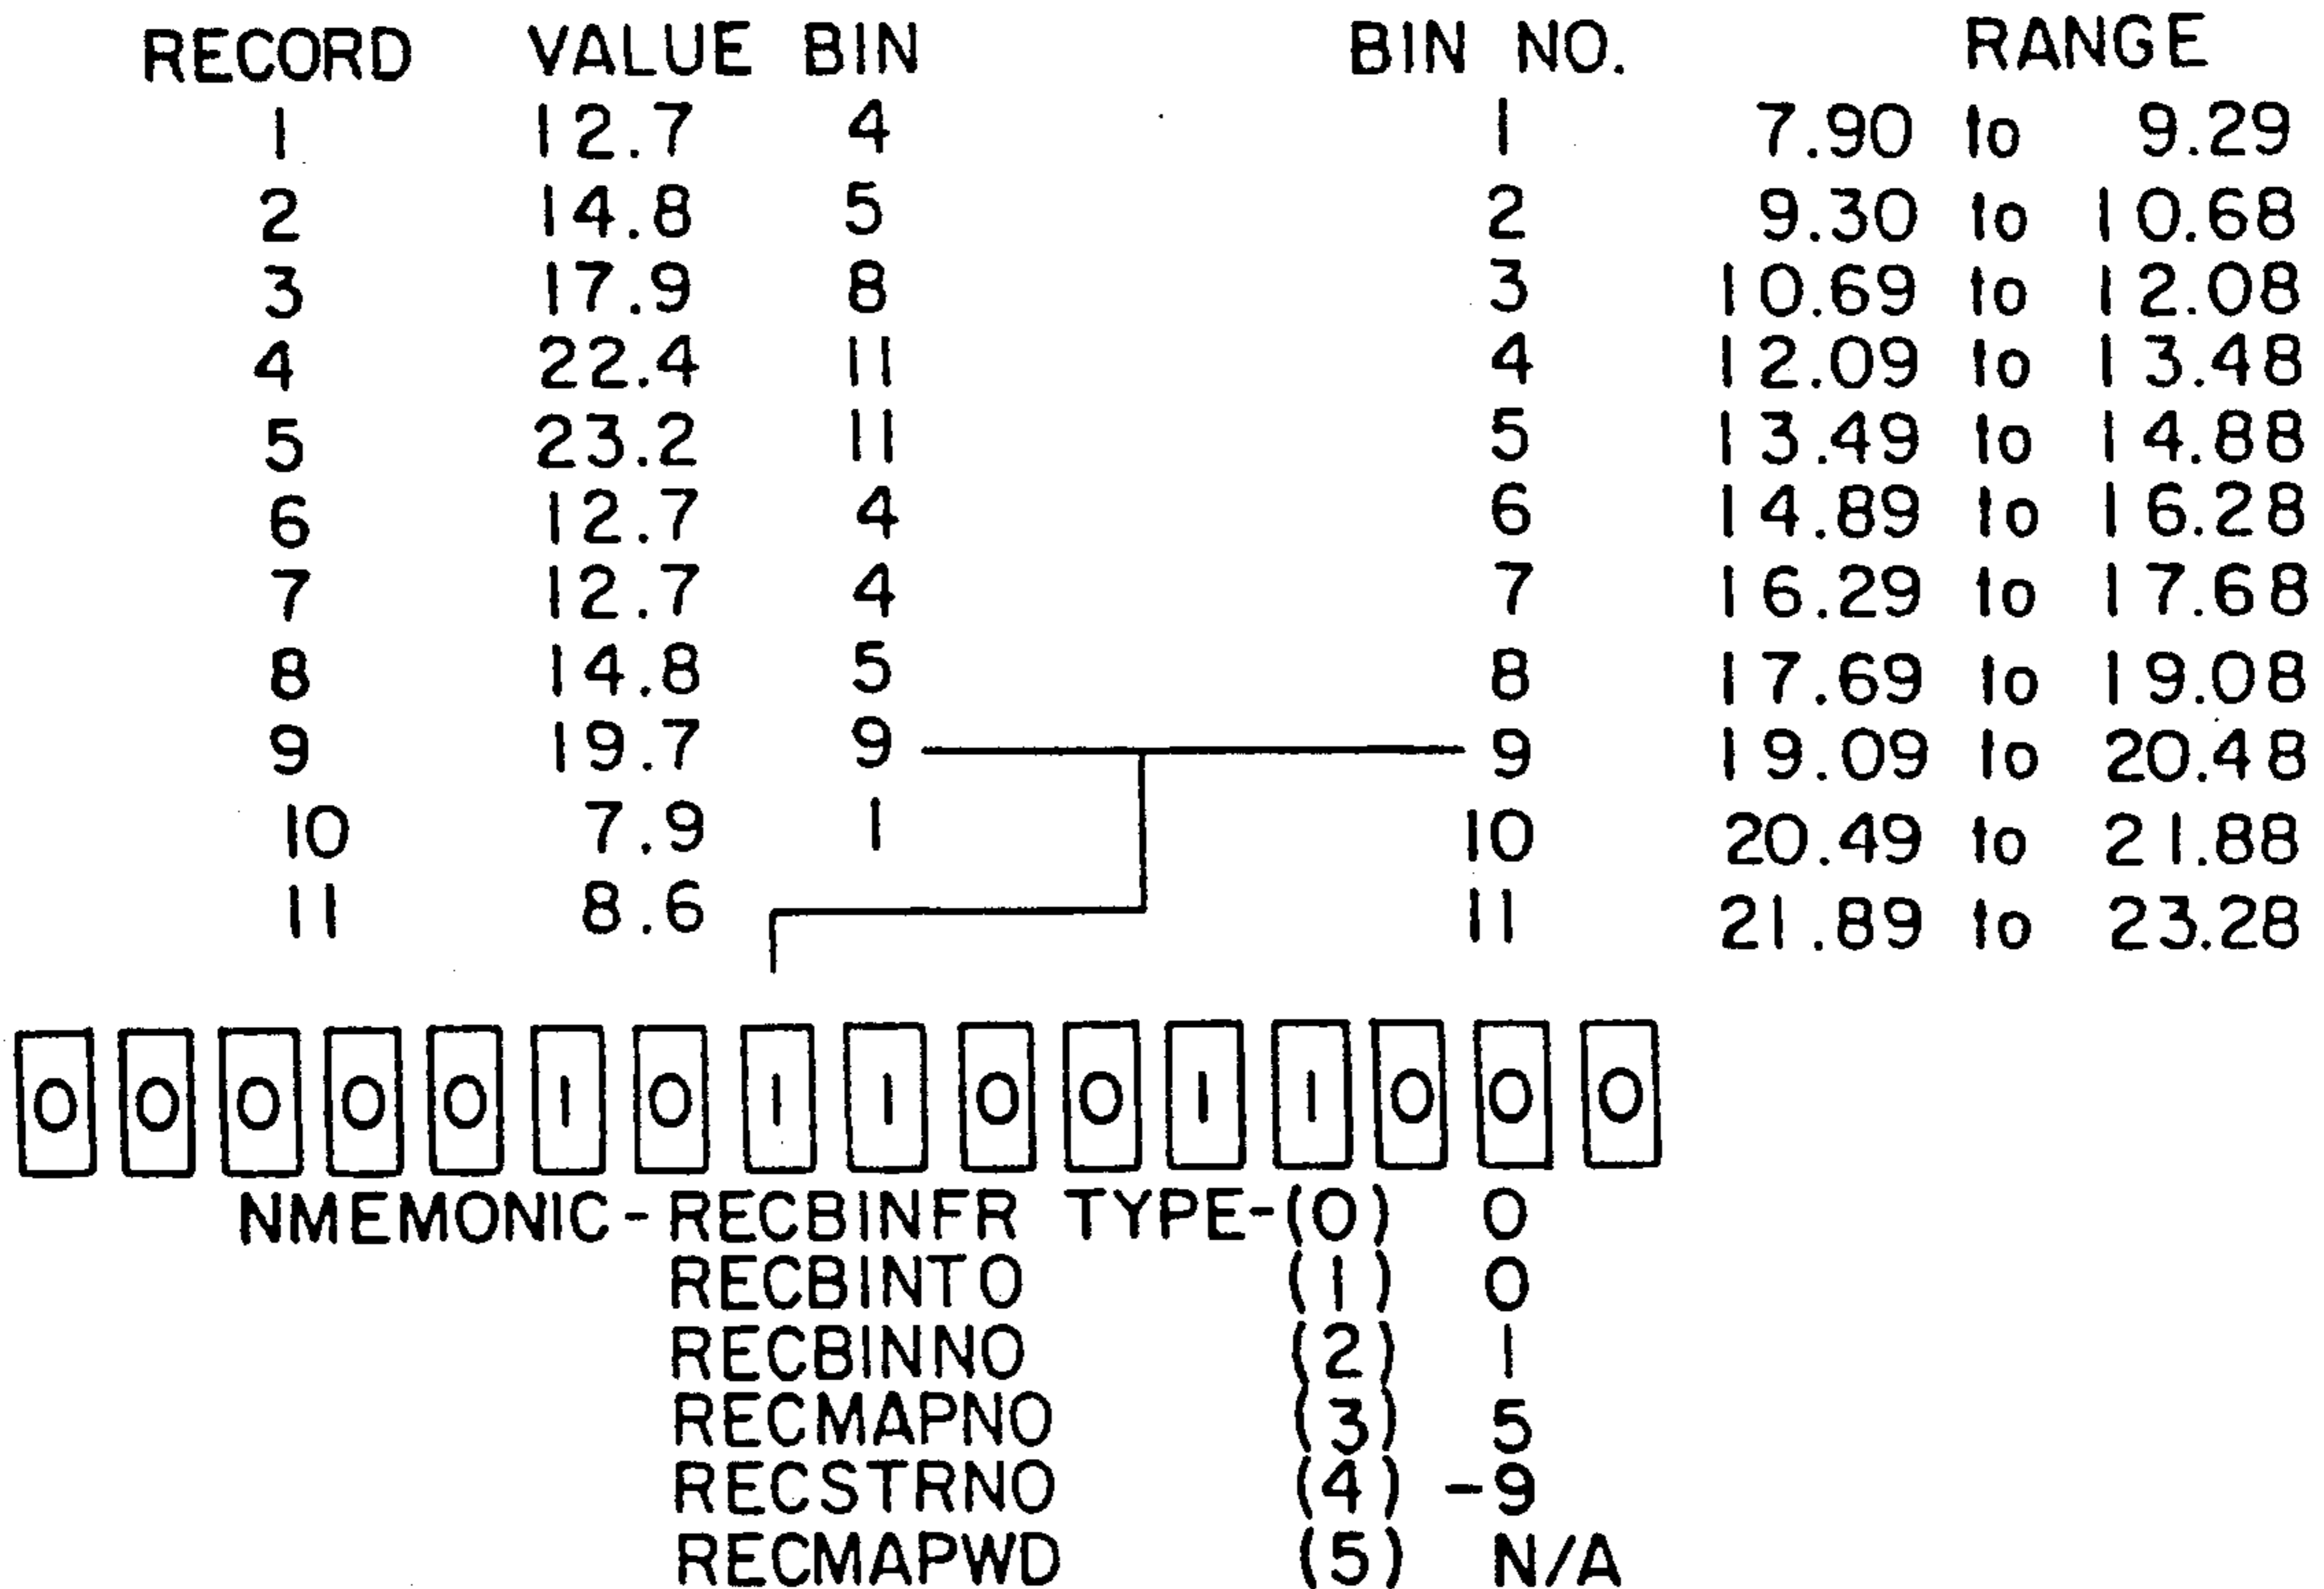 RECORD VALUE BIN BIN NO. RANGE
1 12.7 4 1 7.90 to 9.29
2 14.8 5 2 9.30 to 10.68
3 17.9 8 3 10.69 to 12.08
4 22.4 11 4 12.09 to 13.48
5 23.2 11 5 13.49 to 14.88
6 12.7 4 6 14.89 to 16.28
7 12.7 4 7 16.29 to 17.68
8 14.8 5 8 17.69 to 19.08
9 19.7 9 9 19.09 to 20.48
10 7.9 1 10 20.49 to 21.88
11 8.6 11 21.89 to 23.28
0 0 0 0 0 1 0 1 1 0 0 1 1 0 0 0
NMEMONIC-RECBINFR TYPE-(0) 0
RECBINTO (1) 0
RECBINNO (2) 1
RECMAPNO (3) 5
RECSTRNO (4) -9
RECMAPWD (5) N/A